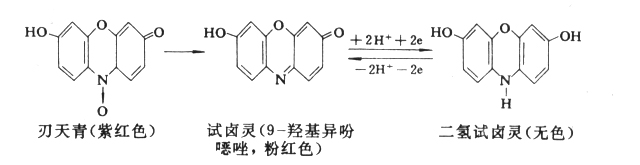 HO O O HO O O HO O OH
+2H⁺+2e
−2H⁺−2e
N N N
O H
刃天青(紫红色) 试卤灵(9-羟基异吩 二氢试卤灵(无色)
噁唑，粉红色)